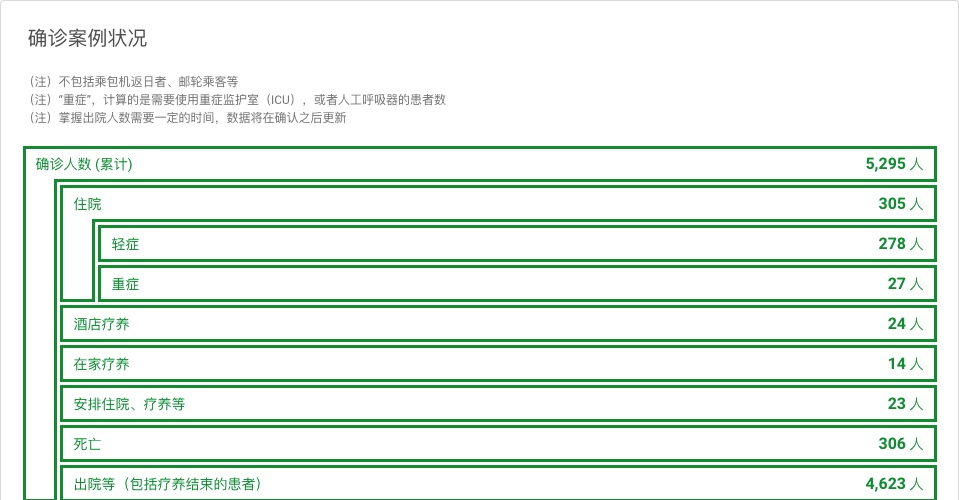 确诊案例状况
（注）不包括乘包机返日者、邮轮乘客等
（注）“重症”，计算的是需要使用重症监护室（ICU），或者人工呼吸器的患者数
（注）掌握出院人数需要一定的时间，数据将在确认之后更新
确诊人数 (累计) 5,295 人
住院 305 人
轻症 278 人
重症 27 人
酒店疗养 24 人
在家疗养 14 人
安排住院、疗养等 23 人
死亡 306 人
出院等（包括疗养结束的患者） 4,623 人